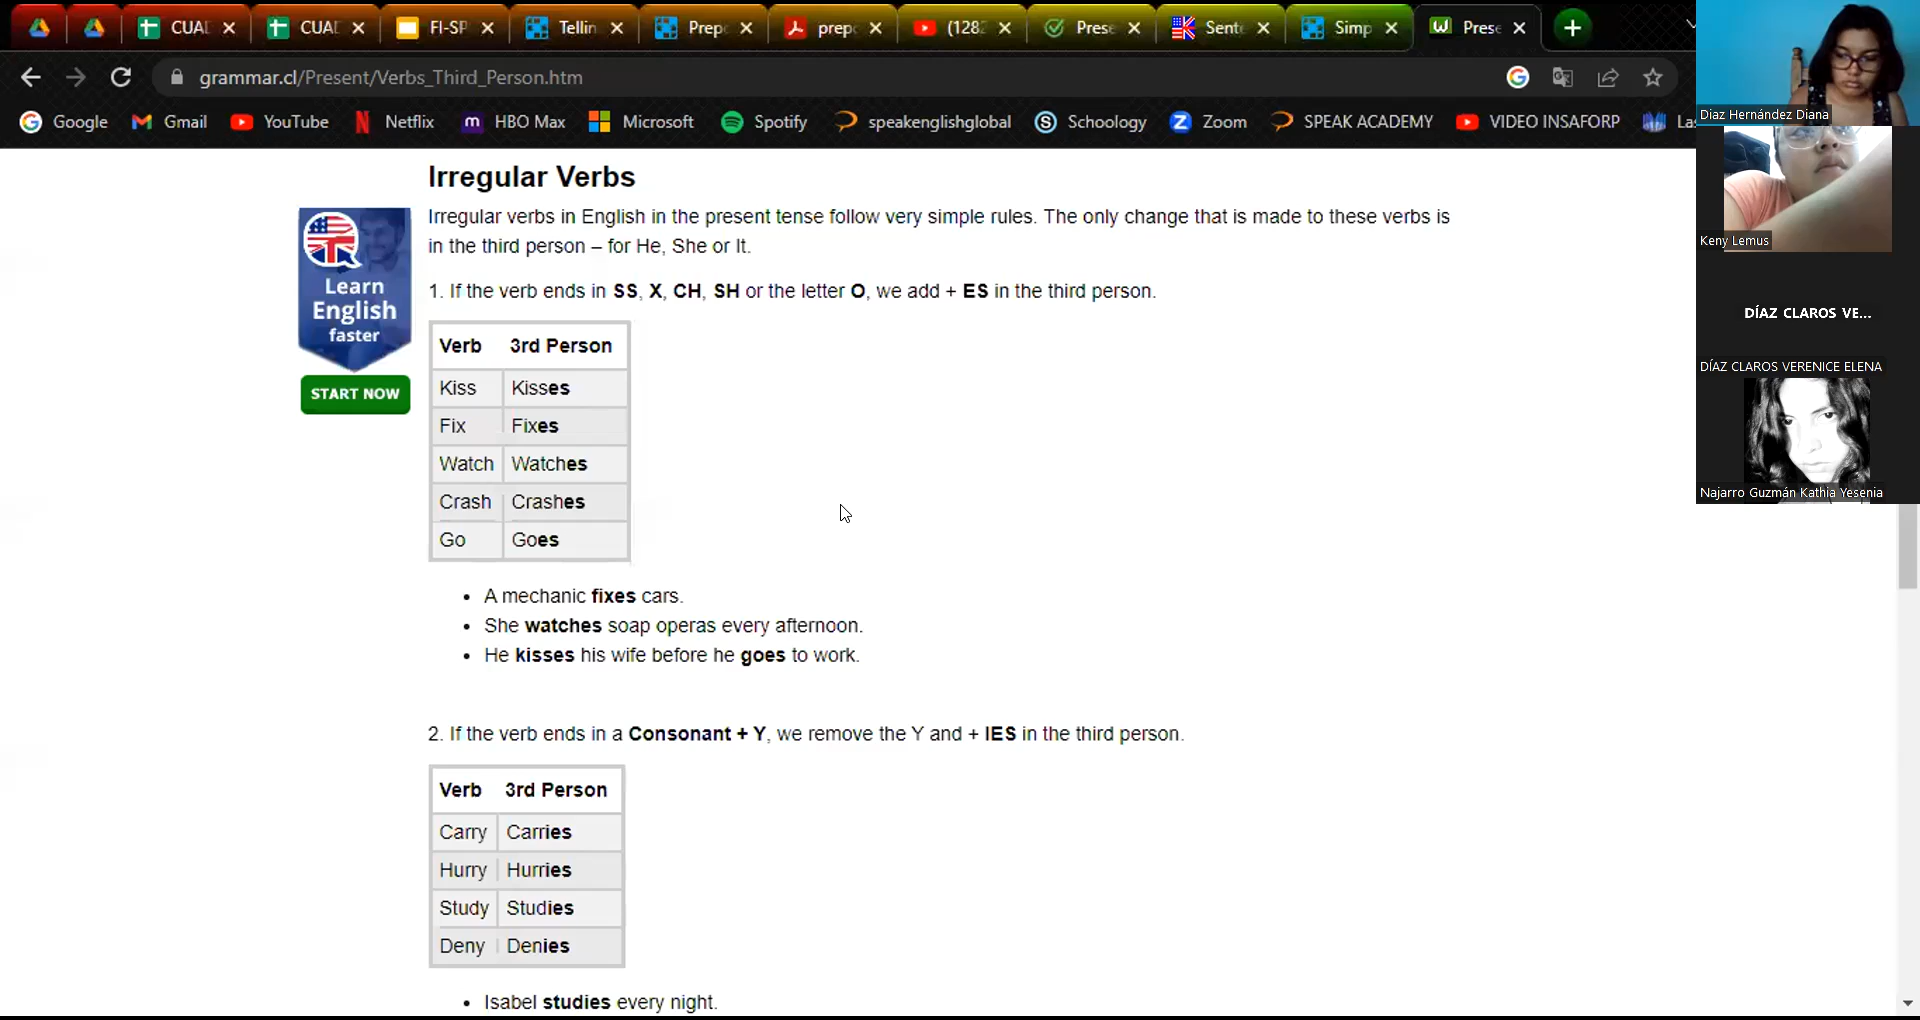 CUAD
CUAD
FI-SP
Tellin
Prepo
prepo
(128
Prese
Sente
Simp
Prese
grammar.cl/Present/Verbs_Third_Person.htm
Google
Gmail
YouTube
Netflix
HBO Max
Microsoft
Spotify
speakenglishglobal
Schoology
Zoom
SPEAK ACADEMY
VIDEO INSAFORP
Las
Diaz Hernández Diana
Keny Lemus
DÍAZ CLAROS VE...
DÍAZ CLAROS VERENICE ELENA
Najarro Guzmán Kathia Yesenia
Learn
English
faster
START NOW
Irregular Verbs
Irregular verbs in English in the present tense follow very simple rules. The only change that is made to these verbs is
in the third person – for He, She or It.
1. If the verb ends in SS, X, CH, SH or the letter O, we add + ES in the third person.
Verb 3rd Person
Kiss Kisses
Fix Fixes
Watch Watches
Crash Crashes
Go Goes
• A mechanic fixes cars.
• She watches soap operas every afternoon.
• He kisses his wife before he goes to work.
2. If the verb ends in a Consonant + Y, we remove the Y and + IES in the third person.
Verb 3rd Person
Carry Carries
Hurry Hurries
Study Studies
Deny Denies
• Isabel studies every night.